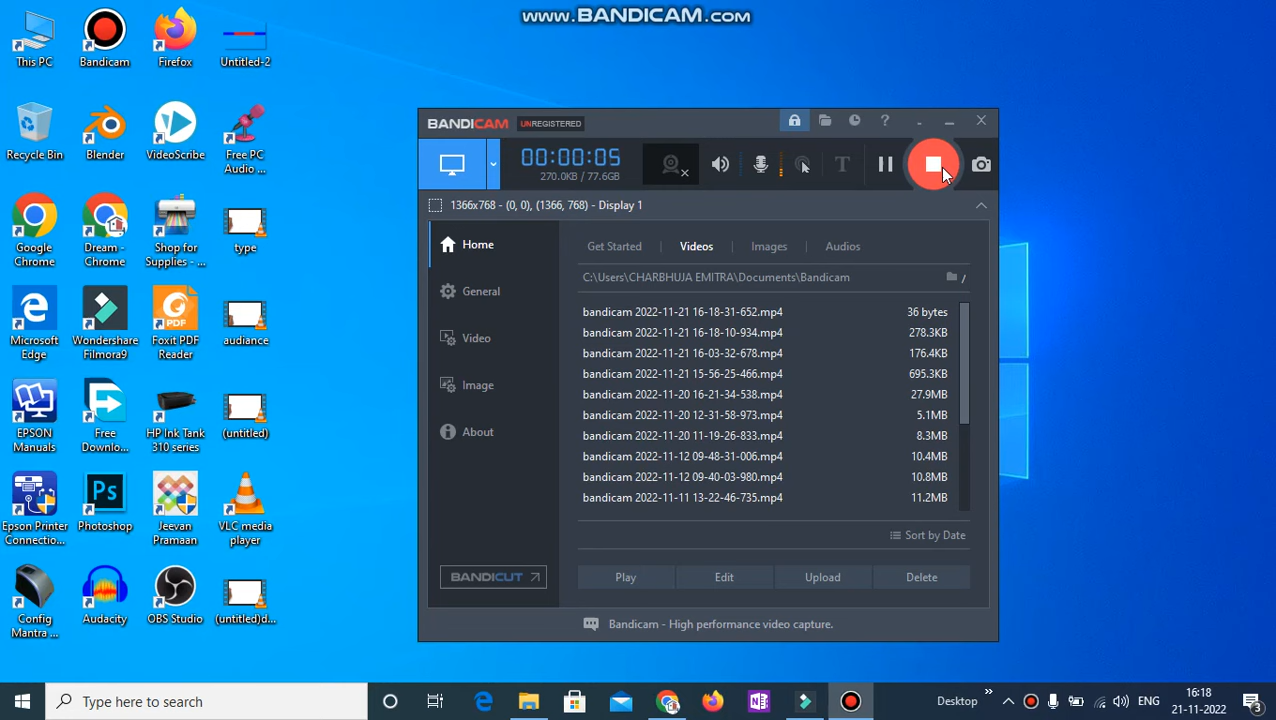 www.BANDICAM.com
This PC
Bandicam
Firefox
Untitled-2
Recycle Bin
Blender
VideoScribe
Free PC
Audio ...
Google
Chrome
Dream -
Chrome
Shop for
Supplies - ...
type
Microsoft
Edge
Wondershare
Filmora9
Foxit PDF
Reader
audiance
EPSON
Manuals
Free
Downlo...
HP Ink Tank
310 series
(untitled)
Epson Printer
Connectio...
Photoshop
Jeevan
Pramaan
VLC media
player
Config
Mantra ...
Audacity
OBS Studio
(untitled)d...
BANDICAM UNREGISTERED
00:00:05
270.0KB / 77.6GB
1366x768 - (0, 0), (1366, 768) - Display 1
Home
General
Video
Image
About
BANDICUT
Get Started
Videos
Images
Audios
C:\Users\CHARBHUJA EMITRA\Documents\Bandicam
bandicam 2022-11-21 16-18-31-652.mp4 36 bytes
bandicam 2022-11-21 16-18-10-934.mp4 278.3KB
bandicam 2022-11-21 16-03-32-678.mp4 176.4KB
bandicam 2022-11-21 15-56-25-466.mp4 695.3KB
bandicam 2022-11-20 16-21-34-538.mp4 27.9MB
bandicam 2022-11-20 12-31-58-973.mp4 5.1MB
bandicam 2022-11-20 11-19-26-833.mp4 8.3MB
bandicam 2022-11-12 09-48-31-006.mp4 10.4MB
bandicam 2022-11-12 09-40-03-980.mp4 10.8MB
bandicam 2022-11-11 13-22-46-735.mp4 11.2MB
Sort by Date
Play
Edit
Upload
Delete
Bandicam - High performance video capture.
Type here to search
Desktop
ENG
16:18
21-11-2022
3